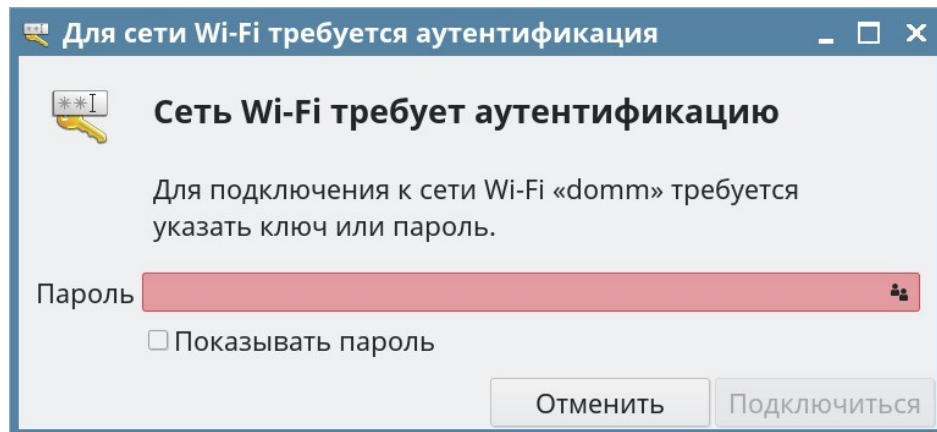 Для сети Wi-Fi требуется аутентификация
Сеть Wi-Fi требует аутентификацию
Для подключения к сети Wi-Fi «domm» требуется
указать ключ или пароль.
Пароль
Показывать пароль
Отменить
Подключиться